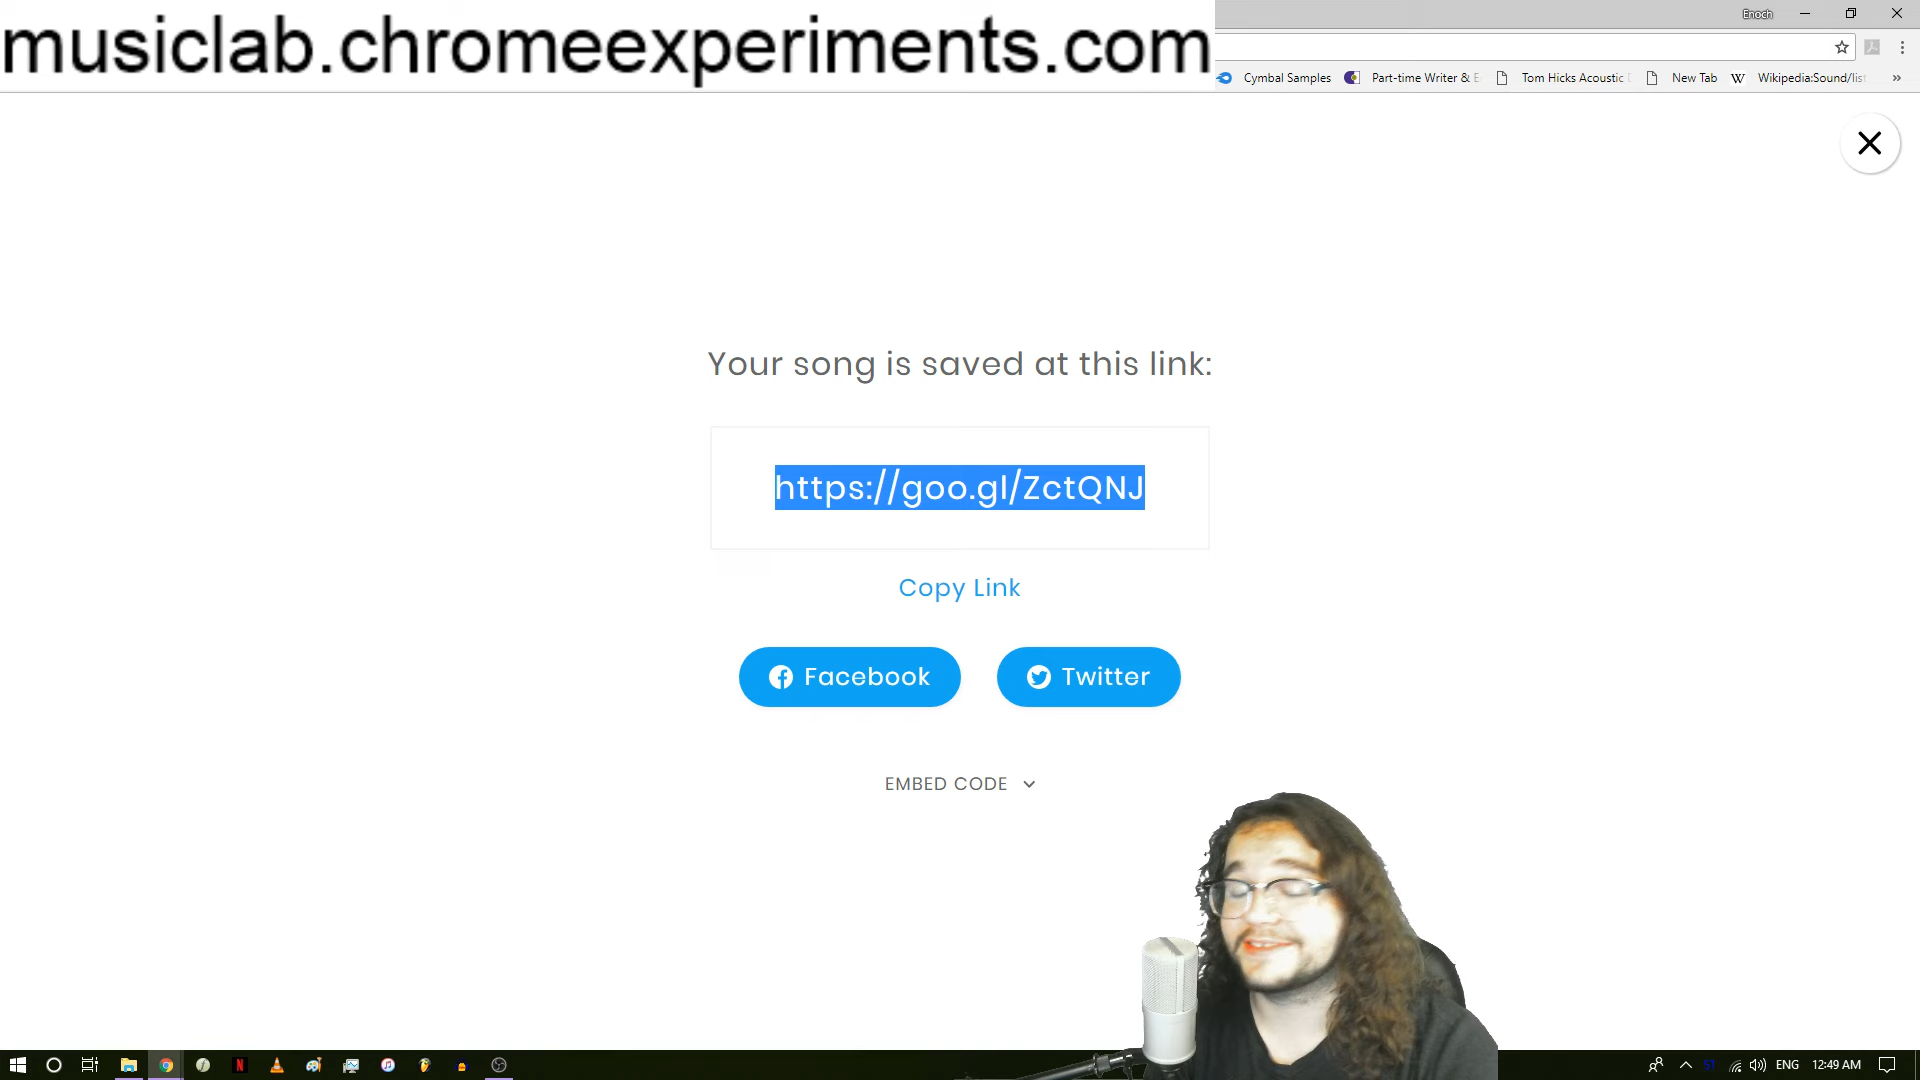 musiclab.chromeexperiments.com
Enoch
Cymbal Samples Part-time Writer & E Tom Hicks Acoustic New Tab W Wikipedia:Sound/list »
Your song is saved at this link:
https://goo.gl/ZctQNJ
Copy Link
Facebook Twitter
EMBED CODE
ENG 12:49 AM